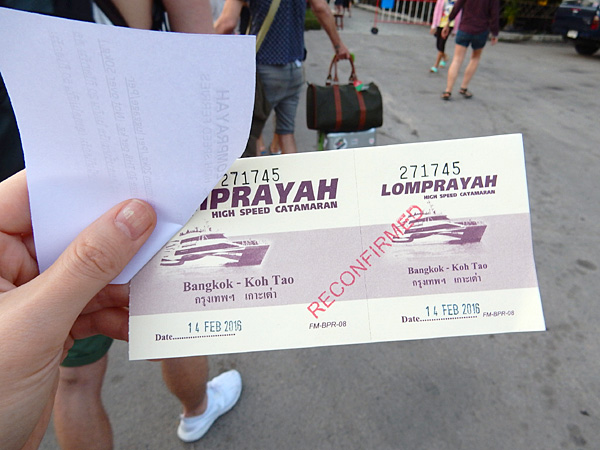 271745
MPRAYAH
HIGH SPEED CATAMARAN
Bangkok - Koh Tao
กรุงเทพฯ เกาะเต่า
Date 14 FEB 2016
FM-BPR-08
RECONFIRMED
271745
LOMPRAYAH
HIGH SPEED CATAMARAN
Bangkok - Koh Tao
กรุงเทพฯ เกาะเต่า
Date 14 FEB 2016
FM-BPR-08